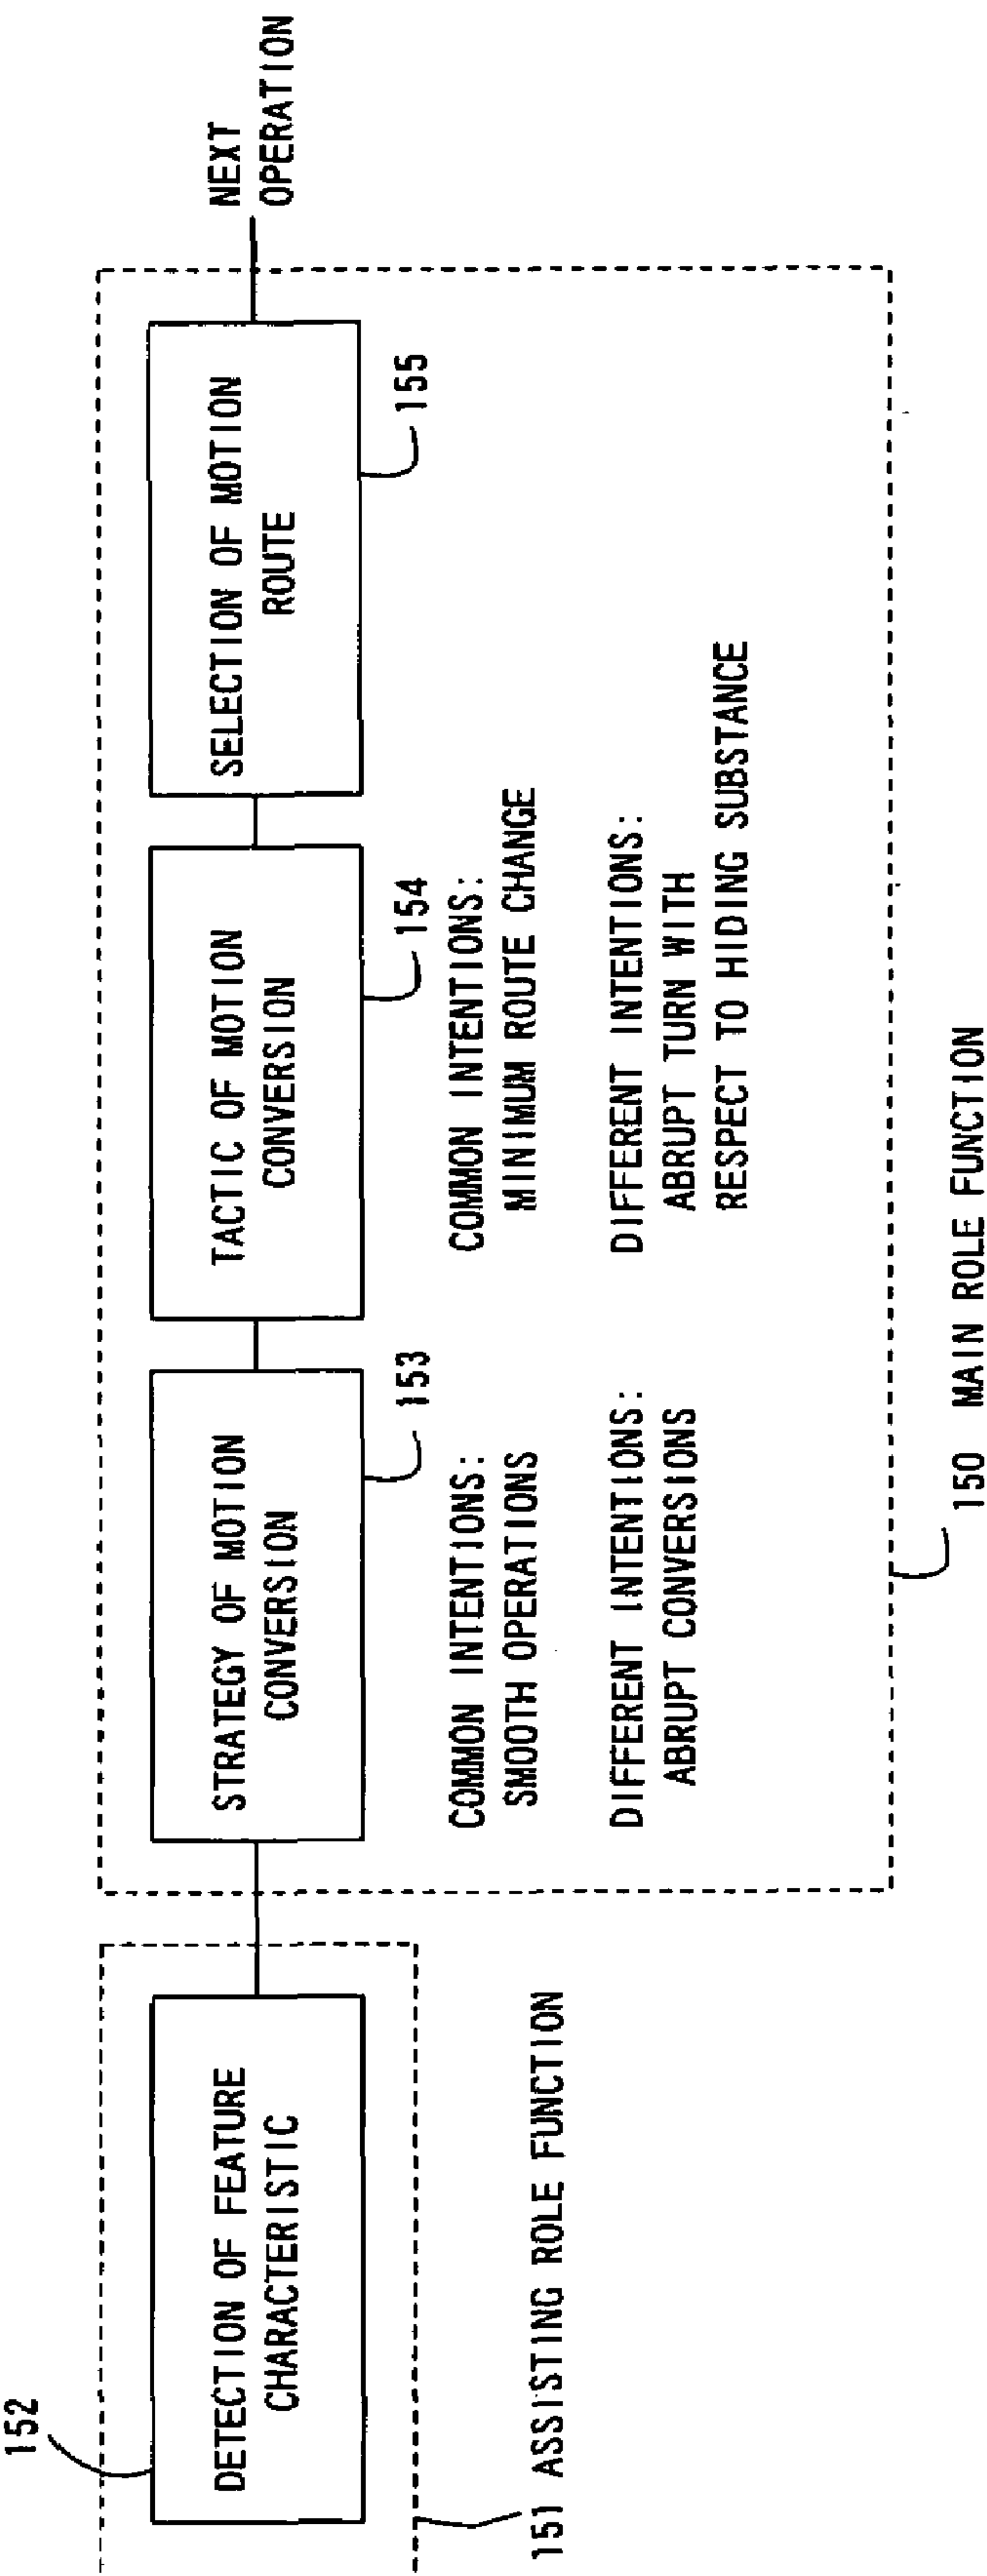 152
DETECTION OF FEATURE
CHARACTERISTIC
151 ASSISTING ROLE FUNCTION
STRATEGY OF MOTION
CONVERSION
153
COMMON INTENTIONS:
SMOOTH OPERATIONS
DIFFERENT INTENTIONS:
ABRUPT CONVERSIONS
TACTIC OF MOTION
CONVERSION
154
COMMON INTENTIONS:
MINIMUM ROUTE CHANGE
DIFFERENT INTENTIONS:
ABRUPT TURN WITH
RESPECT TO HIDING SUBSTANCE
SELECTION OF MOTION
ROUTE
155
150 MAIN ROLE FUNCTION
NEXT
OPERATION